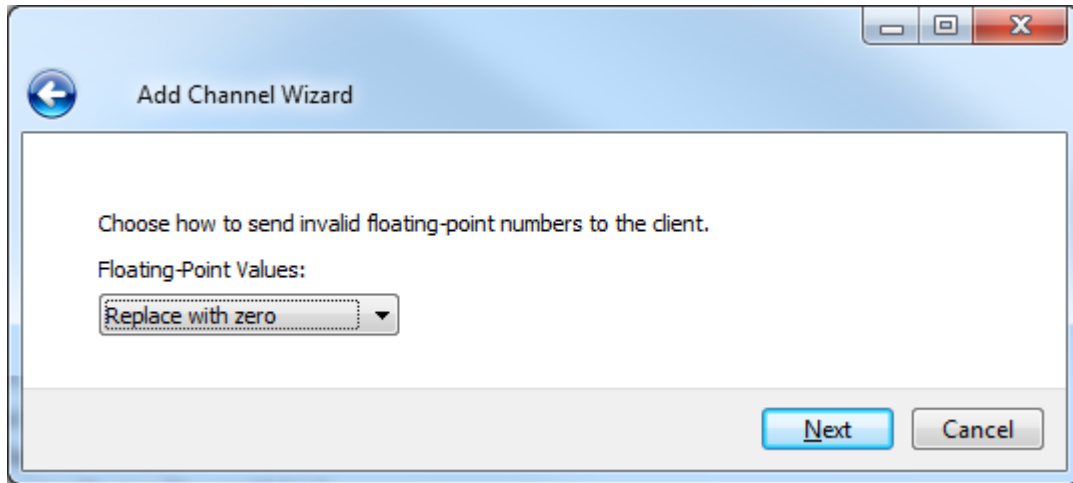 Add Channel Wizard
Choose how to send invalid floating-point numbers to the client.
Floating-Point Values:
Replace with zero
Next
Cancel